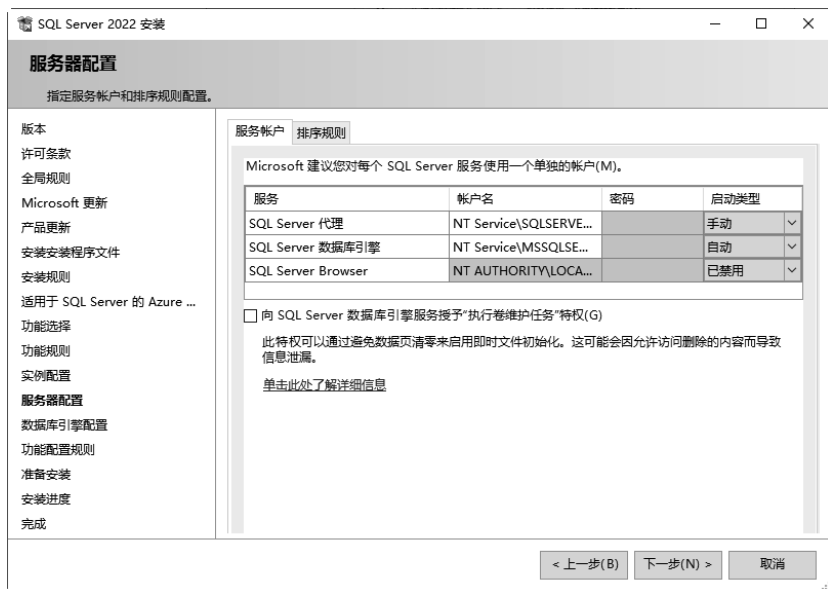 SQL Server 2022 安装
服务器配置
指定服务帐户和排序规则配置。
版本
许可条款
全局规则
Microsoft 更新
产品更新
安装安装程序文件
安装规则
适用于 SQL Server 的 Azure ...
功能选择
功能规则
实例配置
服务器配置
数据库引擎配置
功能配置规则
准备安装
安装进度
完成
服务帐户 排序规则
Microsoft 建议您对每个 SQL Server 服务使用一个单独的帐户(M)。
服务 帐户名 密码 启动类型
SQL Server 代理 NT Service\SQLSERVE... 手动
SQL Server 数据库引擎 NT Service\MSSQLSE... 自动
SQL Server Browser NT AUTHORITY\LOCA... 已禁用
向 SQL Server 数据库引擎服务授予"执行卷维护任务"特权(G)
此特权可以通过避免数据页清零来启用即时文件初始化。这可能会因允许访问删除的内容而导致
信息泄漏。
单击此处了解详细信息
< 上一步(B) 下一步(N) > 取消